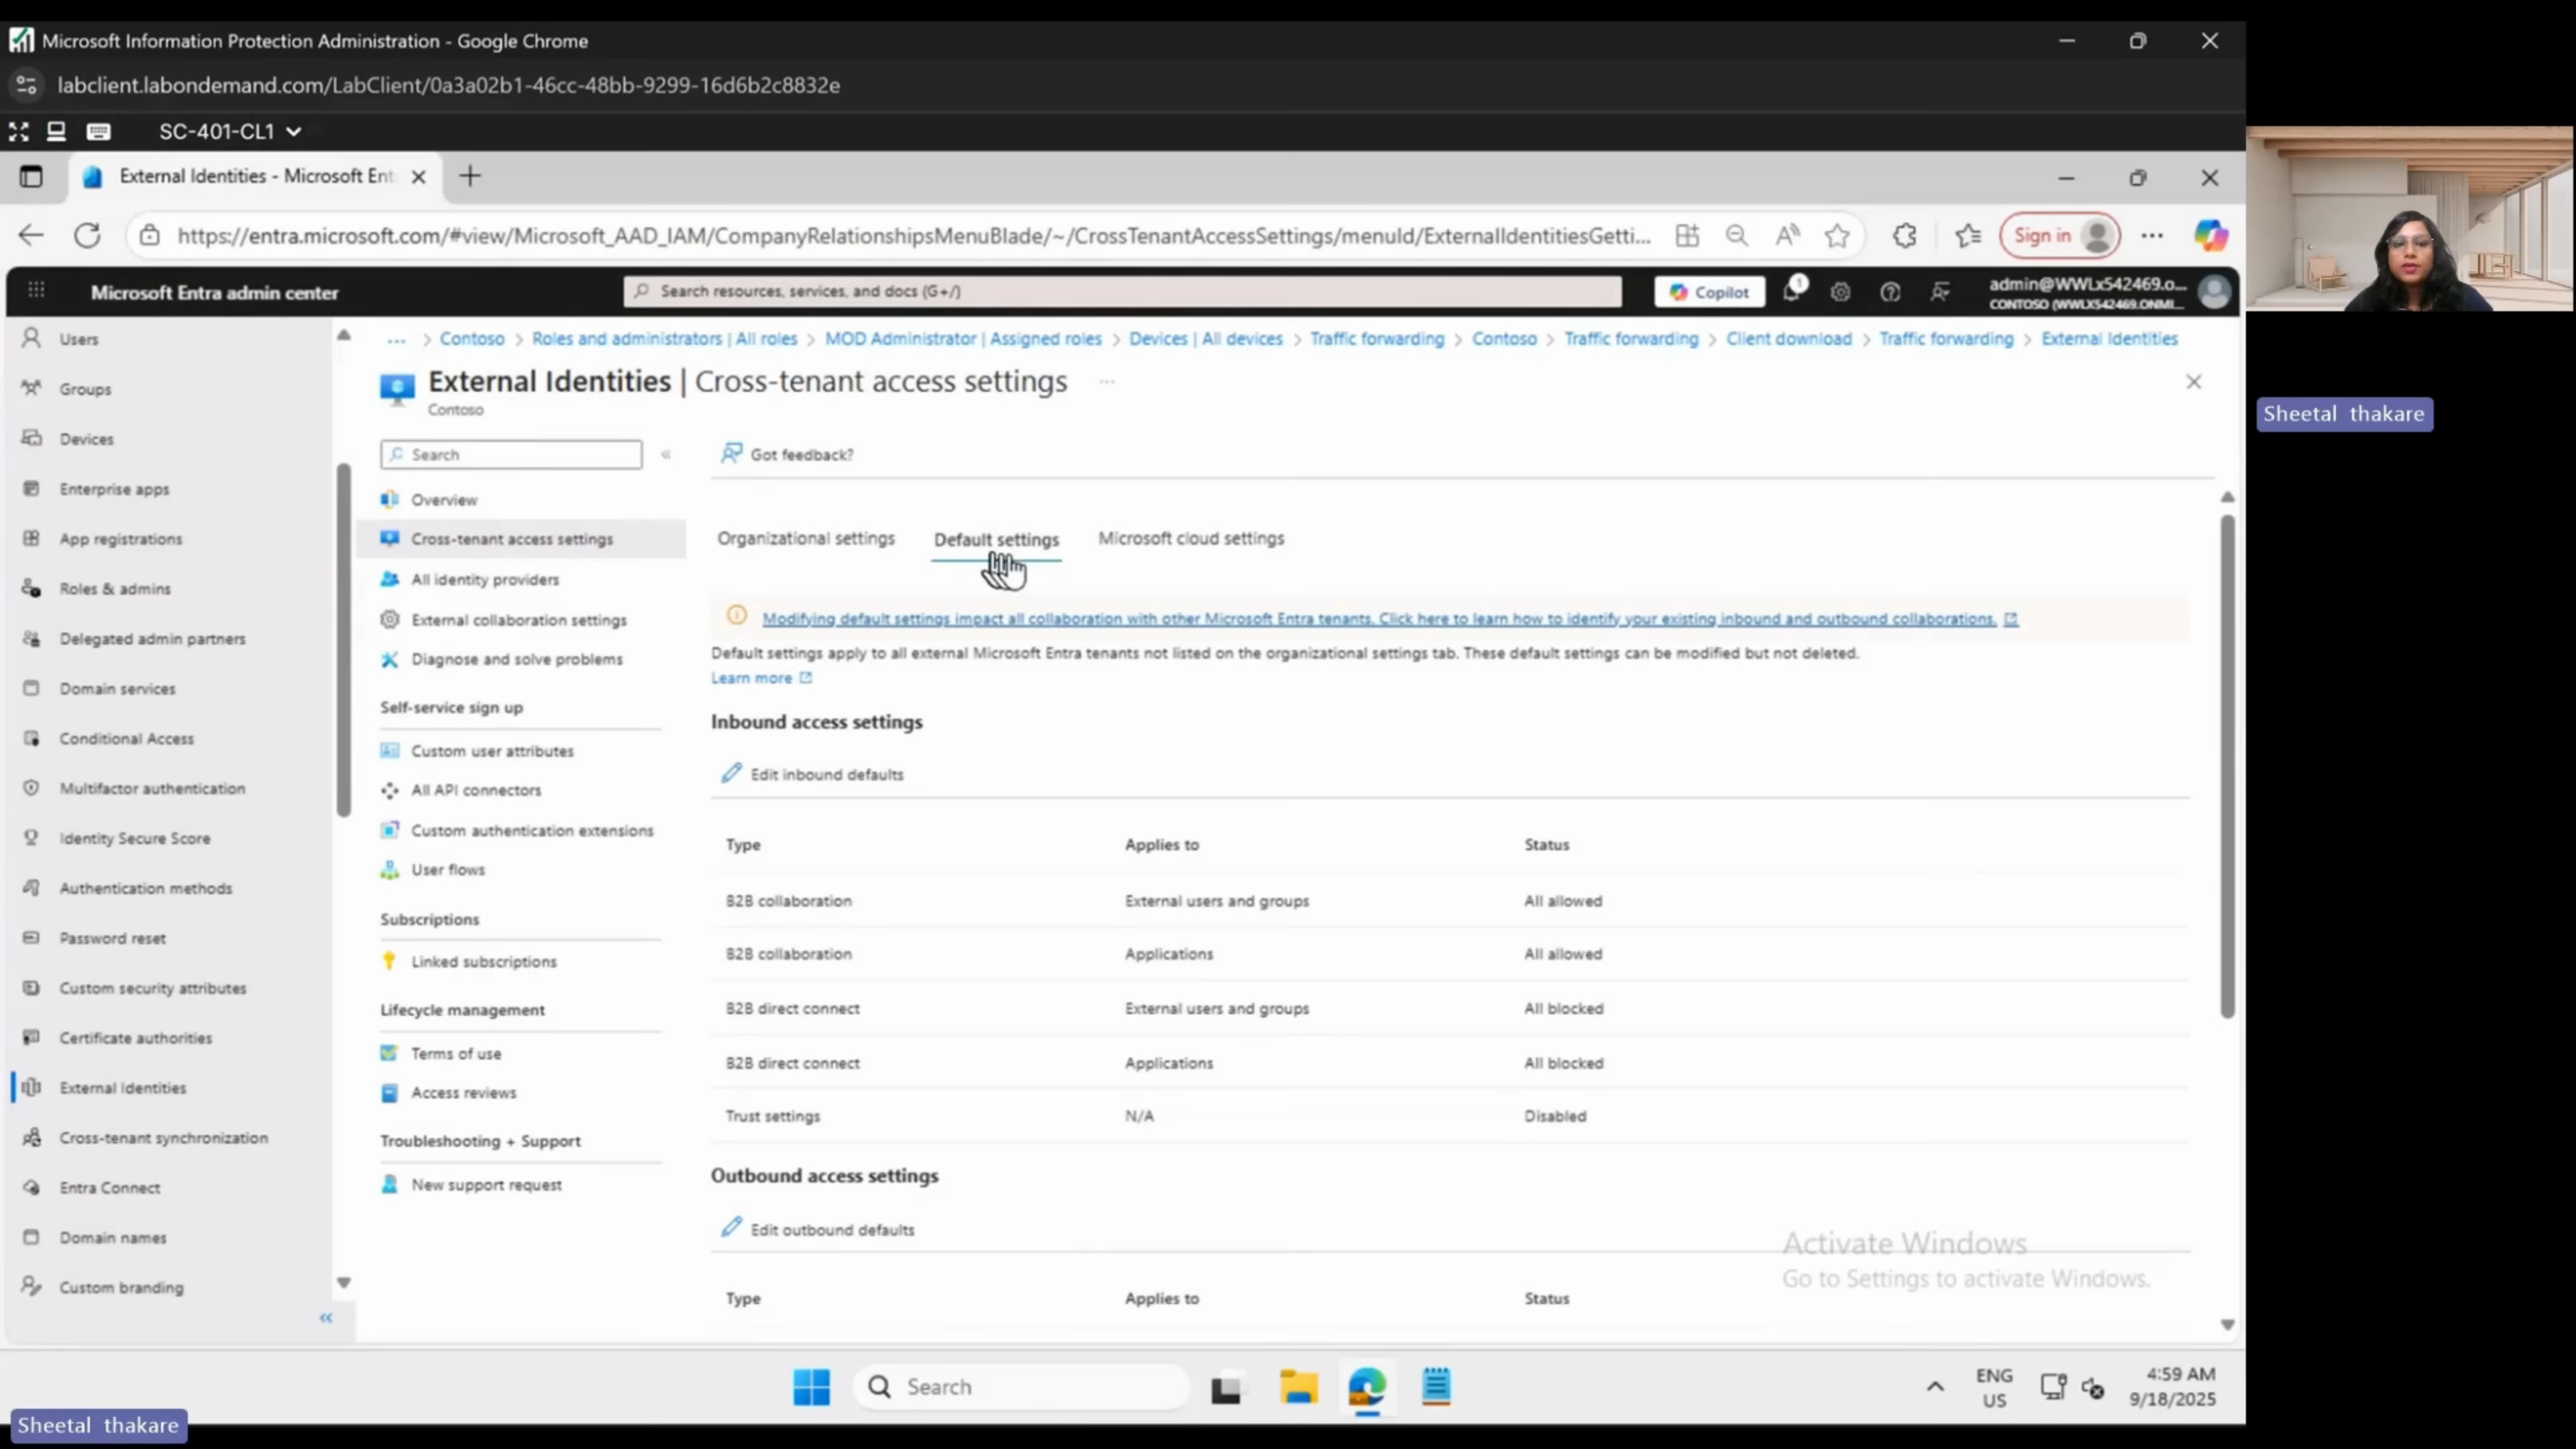 Microsoft Information Protection Administration - Google Chrome
labclient.labondemand.com/LabClient/0a3a02b1-46cc-48bb-9299-16d6b2c8832e
SC-401-CL1
External Identities - Microsoft Ent
https://entra.microsoft.com/#view/Microsoft_AAD_IAM/CompanyRelationshipsMenuBlade/~/CrossTenantAccessSettings/menuId/ExternalIdentitiesGetti...
Sign in
Microsoft Entra admin center
Search resources, services, and docs (G+/)
Copilot
1
admin@WWLx542469.o...
CONTOSO (WWLX542469.ONMI...
... > Contoso > Roles and administrators | All roles > MOD Administrator | Assigned roles > Devices | All devices > Traffic forwarding > Contoso > Traffic forwarding > Client download > Traffic forwarding > External Identities
External Identities | Cross-tenant access settings ...
Contoso
Users
Groups
Devices
Enterprise apps
App registrations
Roles & admins
Delegated admin partners
Domain services
Conditional Access
Multifactor authentication
Identity Secure Score
Authentication methods
Password reset
Custom security attributes
Certificate authorities
External Identities
Cross-tenant synchronization
Entra Connect
Domain names
Custom branding
Search
Overview
Cross-tenant access settings
All identity providers
External collaboration settings
Diagnose and solve problems
Self-service sign up
Custom user attributes
All API connectors
Custom authentication extensions
User flows
Subscriptions
Linked subscriptions
Lifecycle management
Terms of use
Access reviews
Troubleshooting + Support
New support request
Got feedback?
Organizational settings Default settings Microsoft cloud settings
Modifying default settings impact all collaboration with other Microsoft Entra tenants. Click here to learn how to identify your existing inbound and outbound collaborations.
Default settings apply to all external Microsoft Entra tenants not listed on the organizational settings tab. These default settings can be modified but not deleted.
Learn more
Inbound access settings
Edit inbound defaults
Type Applies to Status
B2B collaboration External users and groups All allowed
B2B collaboration Applications All allowed
B2B direct connect External users and groups All blocked
B2B direct connect Applications All blocked
Trust settings N/A Disabled
Outbound access settings
Edit outbound defaults
Type Applies to Status
Activate Windows
Go to Settings to activate Windows.
Search
ENG
US
4:59 AM
9/18/2025
Sheetal thakare
Sheetal thakare